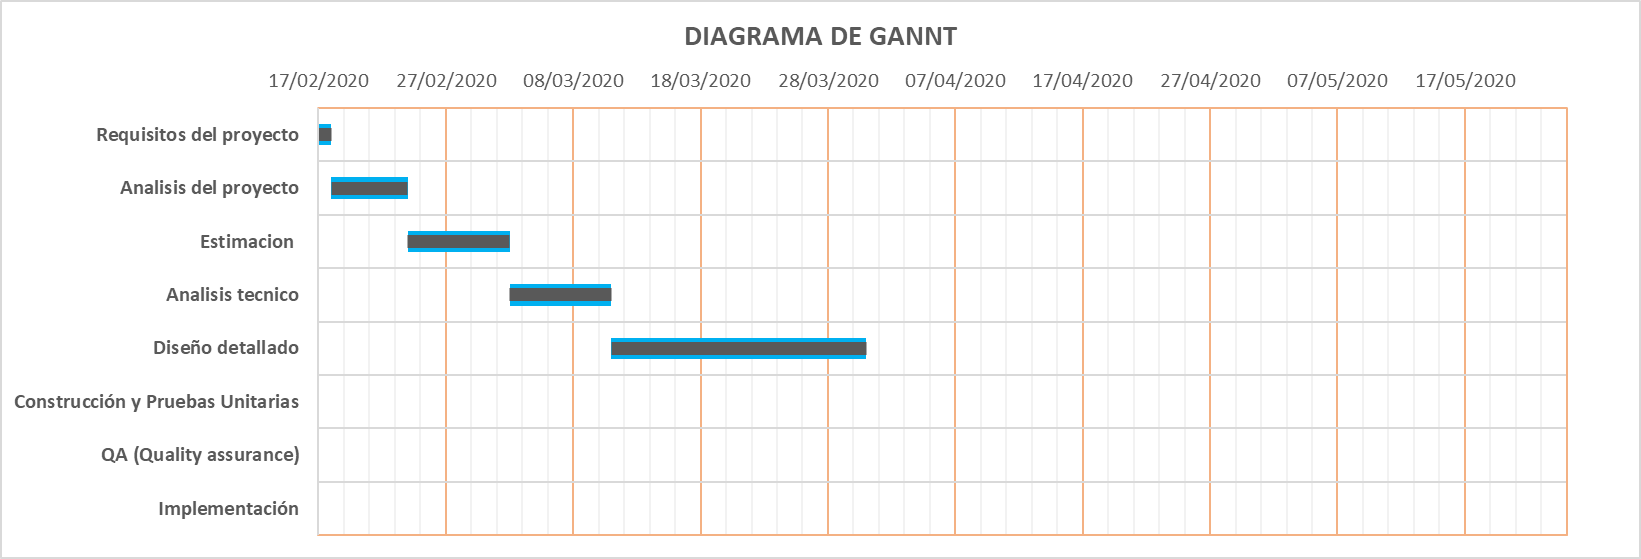 DIAGRAMA DE GANNT
17/02/2020 27/02/2020 08/03/2020 18/03/2020 28/03/2020 07/04/2020 17/04/2020 27/04/2020 07/05/2020 17/05/2020
Requisitos del proyecto
Analisis del proyecto
Estimacion
Analisis tecnico
Diseño detallado
Construcción y Pruebas Unitarias
QA (Quality assurance)
Implementación